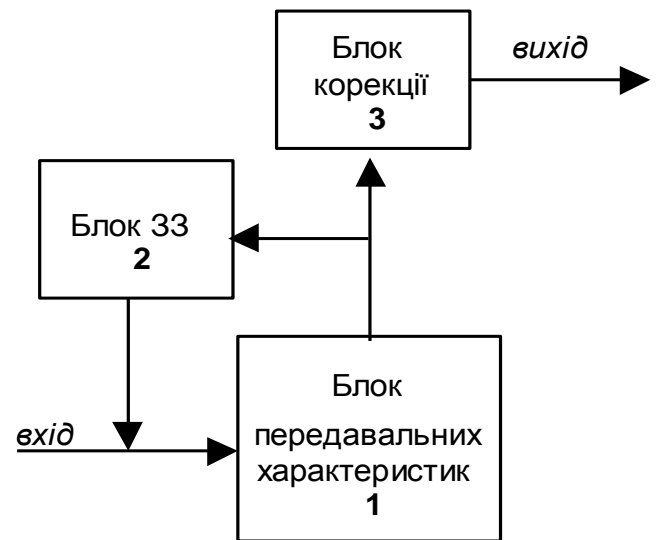 Блок
корекції
3
вихід
Блок ЗЗ
2
вхід
Блок
передавальних
характеристик
1